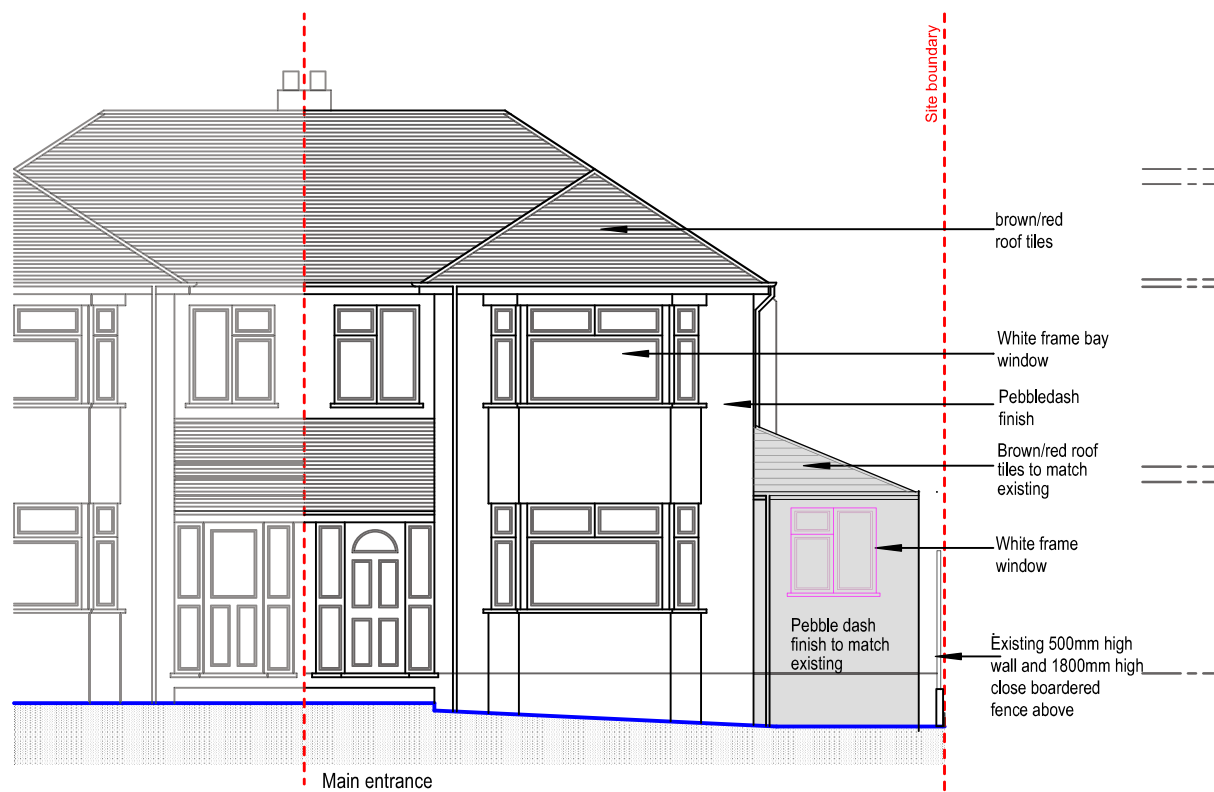 Site boundary
brown/red
roof tiles
White frame bay
window
Pebbledash
finish
Brown/red roof
tiles to match
existing
White frame
window
Pebble dash
finish to match
existing
Existing 500mm high
wall and 1800mm high
close boardered
fence above
Main entrance